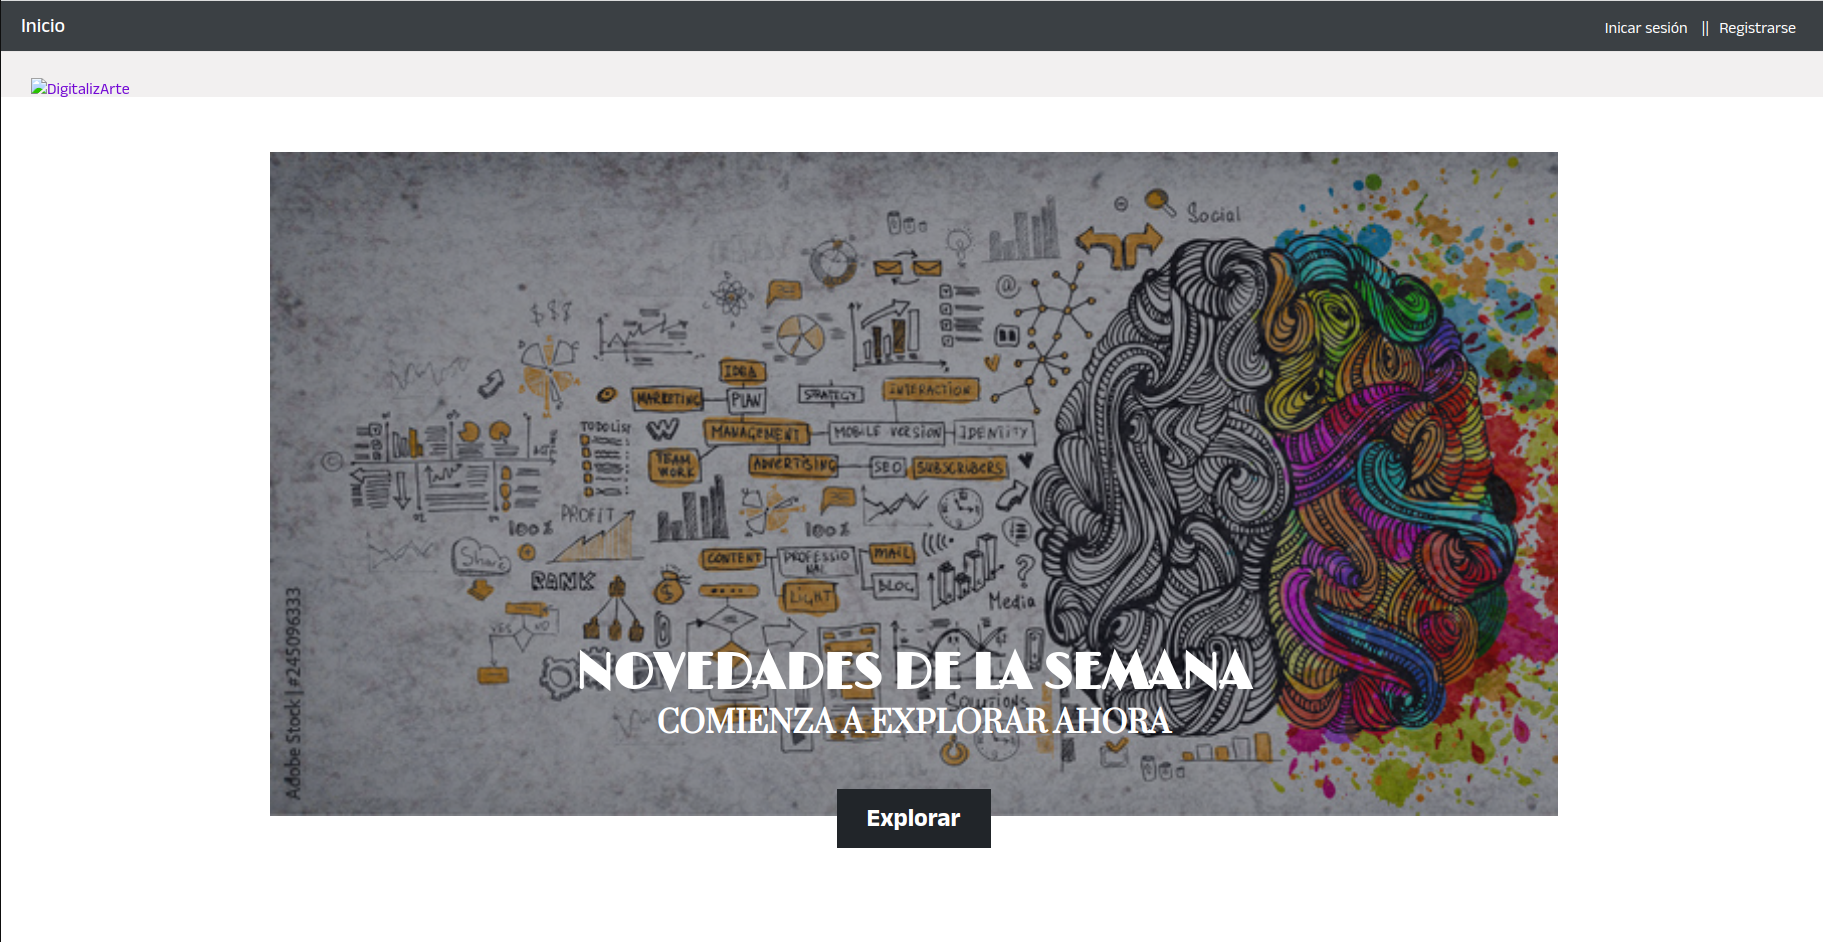 Inicio
Inicar sesión || Registrarse
DigitalizArte
Social
$ $ $
@
IDEA
MARKETING PLAN STRATEGY INTERACTION
TO DO LIST
MANAGEMENT MOBILE VERSION IDENTITY
TEAM WORK ADVERTISING SEO SUBSCRIBERS
©
PROFIT
100% 100%
Share
CONTENT PROFESSIONAL MAIL
RANK
LIGHT BLOG
?
Media
YES NO
NOVEDADES DE LA SEMANA
Solutions
COMIENZA A EXPLORAR AHORA
Adobe Stock | #245096333
Explorar